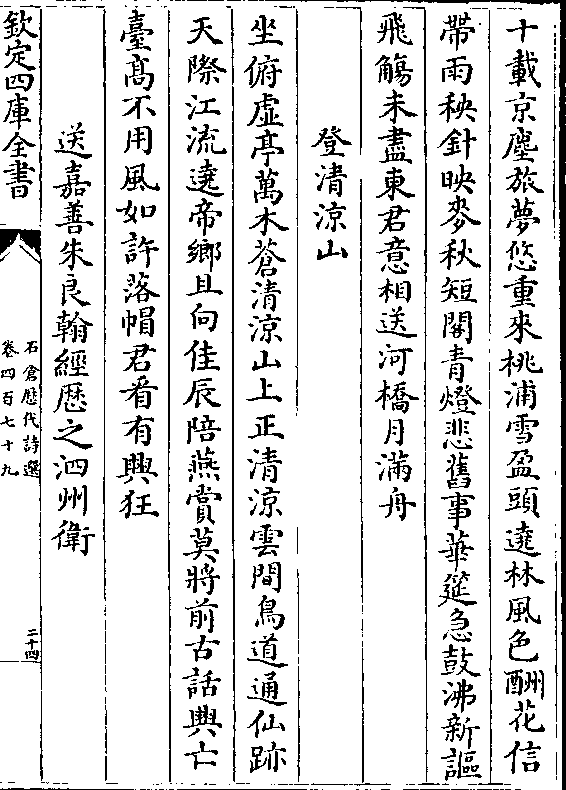 十載京塵旅夢悠重來桃浦雪盈頭遶林風色酬花信
帶雨秧針映麥秋短閣青燈悲舊事華筵急鼓沸新謳
飛觴未盡東君意相送河橋月滿舟
登清涼山
坐俯虛亭萬木蒼清涼山上正清涼雲間鳥道通仙跡
天際江流遶帝鄉且向佳辰陪燕賞莫將前古話興亡
臺髙不用風如許落帽君看有興狂
送嘉善朱良翰經歴之泗州衛
欽定四庫全書
石倉歴代詩選
卷四百七十九
二十四